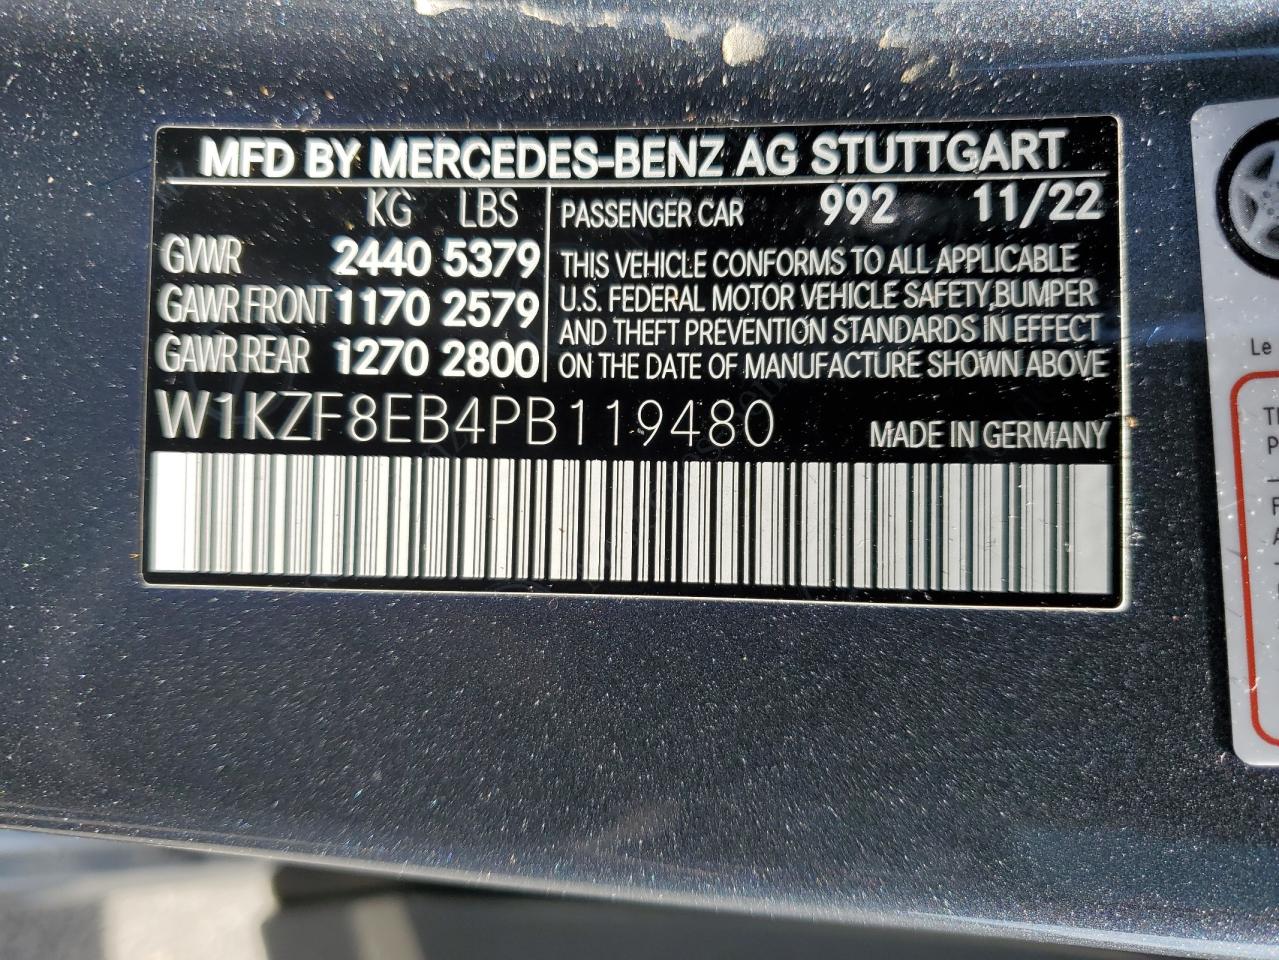 MFD BY MERCEDES-BENZ AG STUTTGART
KG LBS
GVWR 2440 5379
GAWR FRONT 1170 2579
GAWR REAR 1270 2800
PASSENGER CAR 992 11/22
THIS VEHICLE CONFORMS TO ALL APPLICABLE
U.S. FEDERAL MOTOR VEHICLE SAFETY, BUMPER
AND THEFT PREVENTION STANDARDS IN EFFECT
ON THE DATE OF MANUFACTURE SHOWN ABOVE
W1KZF8EB4PB119480 MADE IN GERMANY
Le